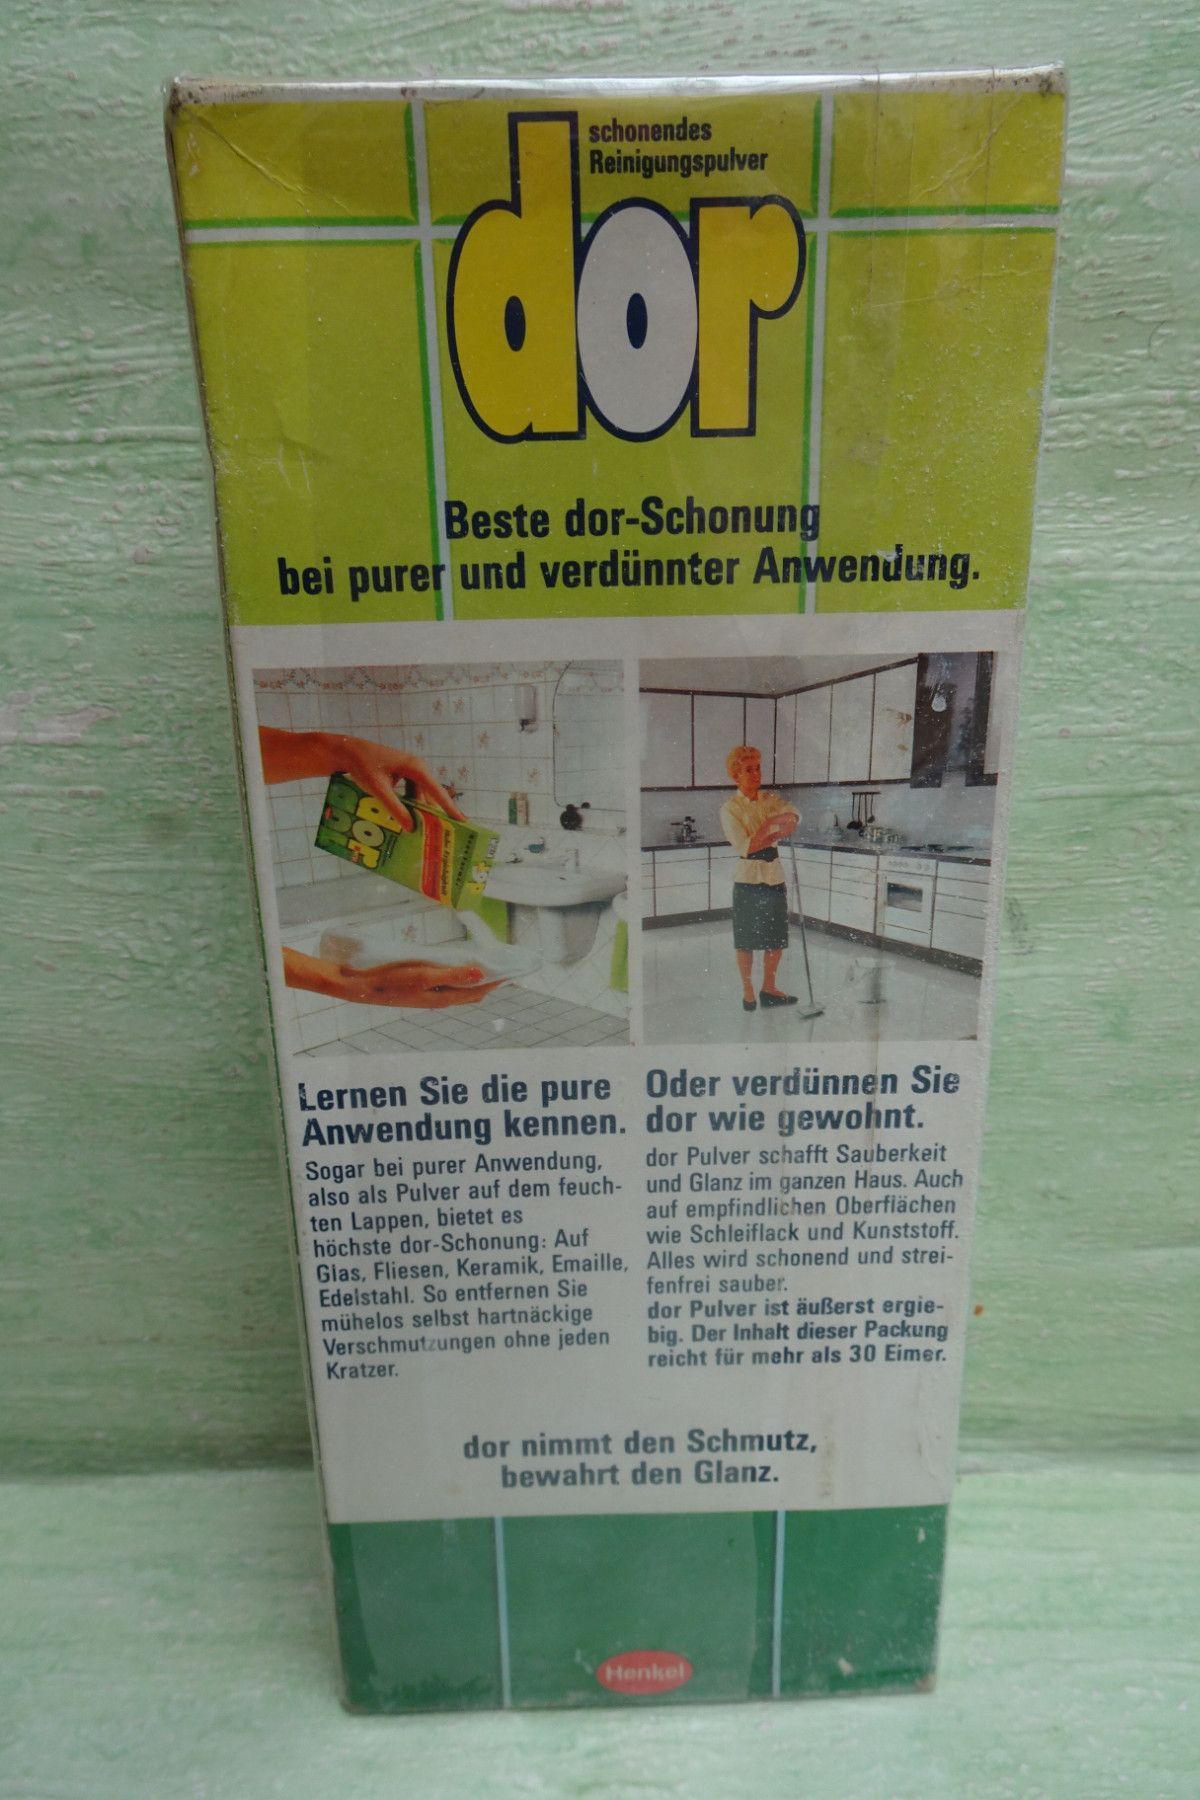 schonendes
Reinigungspulver
dor
Beste dor-Schonung
bei purer und verdünnter Anwendung.
dor
Lernen Sie die pure
Anwendung kennen.
Sogar bei purer Anwendung,
also als Pulver auf dem feuch-
ten Lappen, bietet es
höchste dor-Schonung: Auf
Glas, Fliesen, Keramik, Emaille,
Edelstahl. So entfernen Sie
mühelos selbst hartnäckige
Verschmutzungen ohne jeden
Kratzer.
Oder verdünnen Sie
dor wie gewohnt.
dor Pulver schafft Sauberkeit
und Glanz im ganzen Haus. Auch
auf empfindlichen Oberflächen
wie Schleiflack und Kunststoff.
Alles wird schonend und strei-
fenfrei sauber.
dor Pulver ist äußerst ergie-
big. Der Inhalt dieser Packung
reicht für mehr als 30 Eimer.
dor nimmt den Schmutz,
bewahrt den Glanz.
Henkel